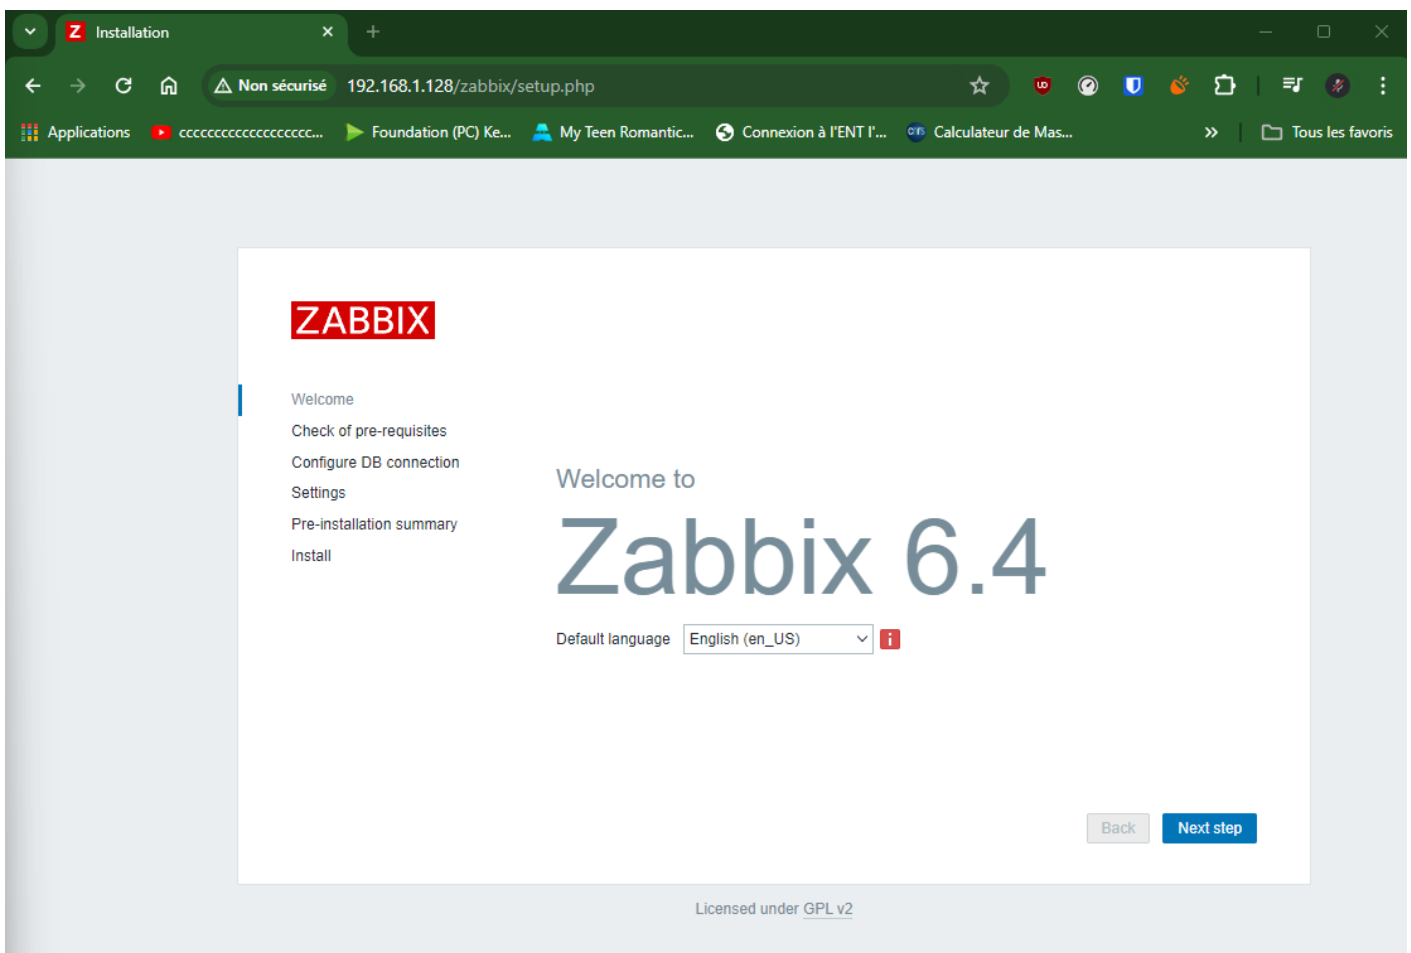 Z Installation
Non sécurisé 192.168.1.128/zabbix/setup.php
Applications ccccccccccccccccccc... Foundation (PC) Ke... My Teen Romantic... Connexion à l'ENT l'... Calculateur de Mas... » Tous les favoris
ZABBIX
Welcome
Check of pre-requisites
Configure DB connection
Settings
Pre-installation summary
Install
Welcome to
Zabbix 6.4
Default language English (en_US) i
Back Next step
Licensed under GPL v2